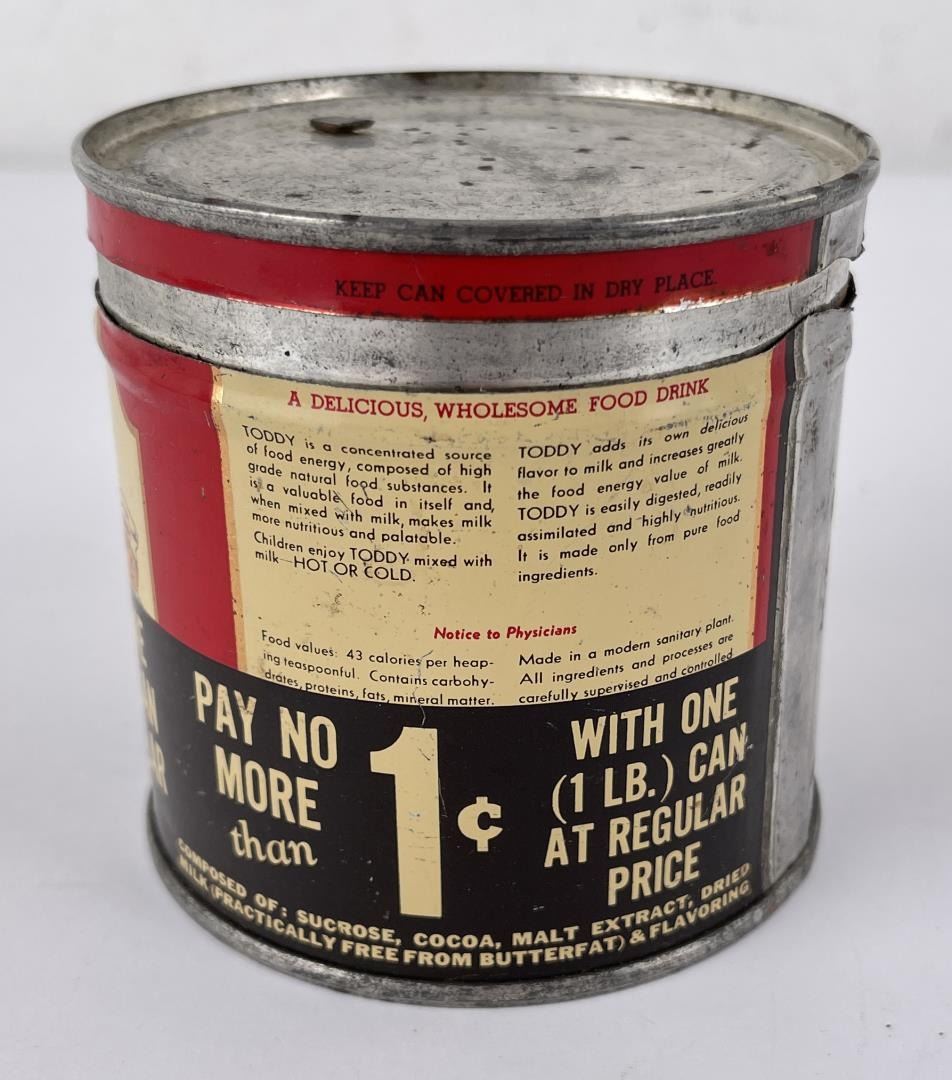 KEEP CAN COVERED IN DRY PLACE.
A DELICIOUS, WHOLESOME FOOD DRINK
TODDY is a concentrated source
of food energy, composed of high
grade natural food substances. It
is a valuable food in itself and,
when mixed with milk, makes milk
more nutritious and palatable.
Children enjoy TODDY mixed with
milk—HOT OR COLD.
TODDY adds its own delicious
flavor to milk and increases greatly
the food energy value of milk.
TODDY is easily digested, readily
assimilated and highly nutritious.
It is made only from pure food
ingredients.
Notice to Physicians
Food values: 43 calories per heap-
ing teaspoonful. Contains carbohy-
drates, proteins, fats, mineral matter.
Made in a modern sanitary plant.
All ingredients and processes are
carefully supervised and controlled
PAY NO
MORE
than
1¢
WITH ONE
(1 LB.) CAN
AT REGULAR
PRICE
COMPOSED OF: SUCROSE, COCOA, MALT EXTRACT, DRIED
MILK (PRACTICALLY FREE FROM BUTTERFAT) & FLAVORING